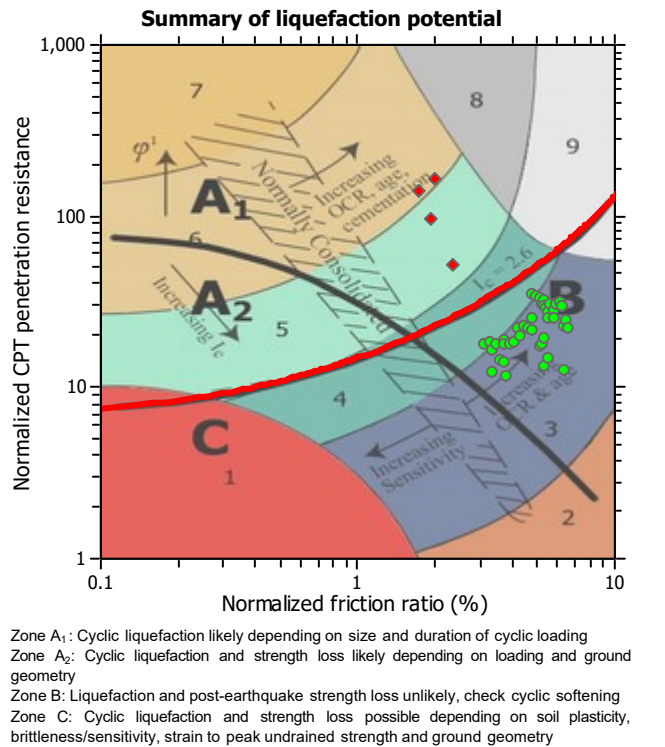 Summary of liquefaction potential
Normalized CPT penetration resistance
1,000
100
10
1
7
8
9
φ'
A1
Increasing
OCR, age,
cementation
Normally Consolidated
6
A2
Increasing Ic
5
Ic = 2.6
B
4
Increasing
OCR & age
3
C
1
Increasing
Sensitivity
2
0.1
1
10
Normalized friction ratio (%)
Zone A1: Cyclic liquefaction likely depending on size and duration of cyclic loading
Zone A2: Cyclic liquefaction and strength loss likely depending on loading and ground
geometry
Zone B: Liquefaction and post-earthquake strength loss unlikely, check cyclic softening
Zone C: Cyclic liquefaction and strength loss possible depending on soil plasticity,
brittleness/sensitivity, strain to peak undrained strength and ground geometry